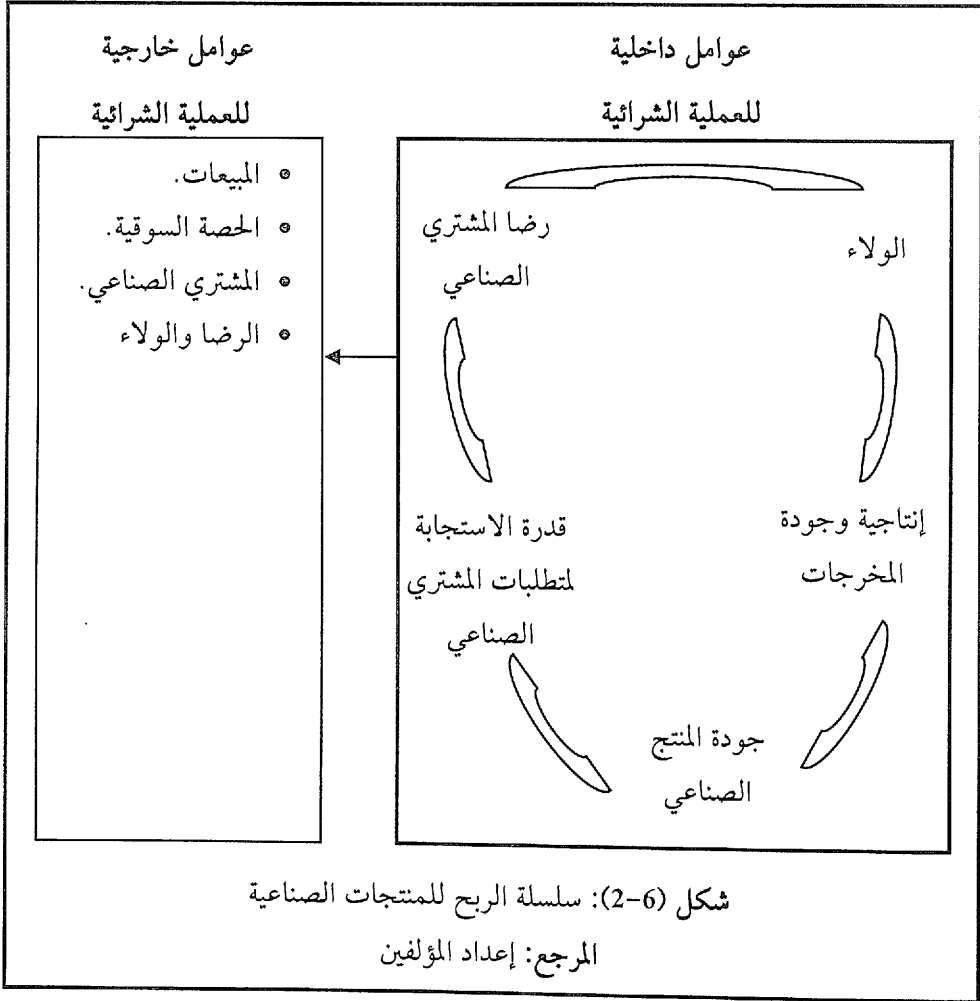 عوامل داخلية
للعملية الشرائية
الولاء
رضا المشتري
الصناعي
إنتاجية وجودة
المخرجات
قدرة الاستجابة
لمتطلبات المشتري
الصناعي
جودة المنتج
الصناعي
عوامل خارجية
للعملية الشرائية
• المبيعات.
• الحصة السوقية.
• المشتري الصناعي.
• الرضا والولاء
شكل (6-2): سلسلة الربح للمنتجات الصناعية
المرجع: إعداد المؤلفين